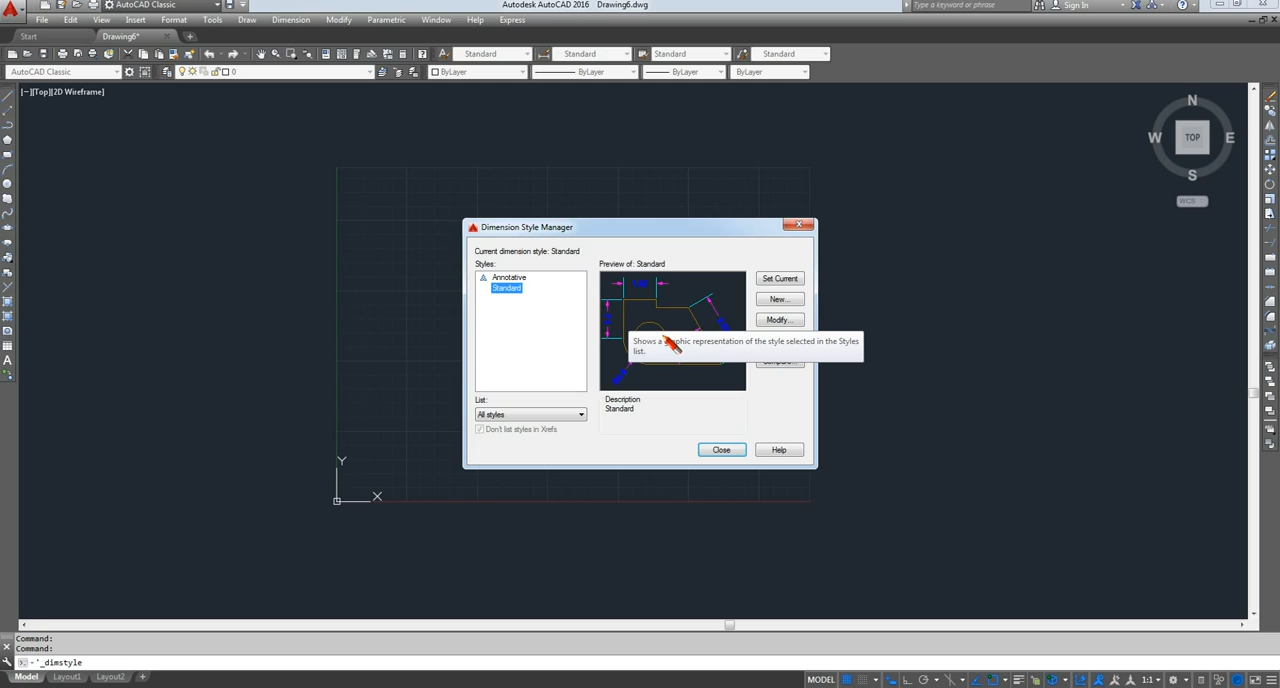 AutoCAD Classic
Autodesk AutoCAD 2016 Drawing6.dwg
Type a keyword or phrase
Sign In
File Edit View Insert Format Tools Draw Dimension Modify Parametric Window Help Express
Start Drawing6*
Standard Standard Standard Standard
AutoCAD Classic 0 ByLayer ByLayer ByLayer ByLayer
[−][Top][2D Wireframe]
N
W TOP E
S
WCS
Dimension Style Manager
Current dimension style: Standard
Styles: Preview of: Standard
Annotative
Standard
Set Current
New...
Modify...
Shows a graphic representation of the style selected in the Styles
list.
Compare...
List:
All styles
Don't list styles in Xrefs
Description
Standard
Close Help
Y
X
Command:
Command:
'_dimstyle
Model Layout1 Layout2
MODEL 1:1